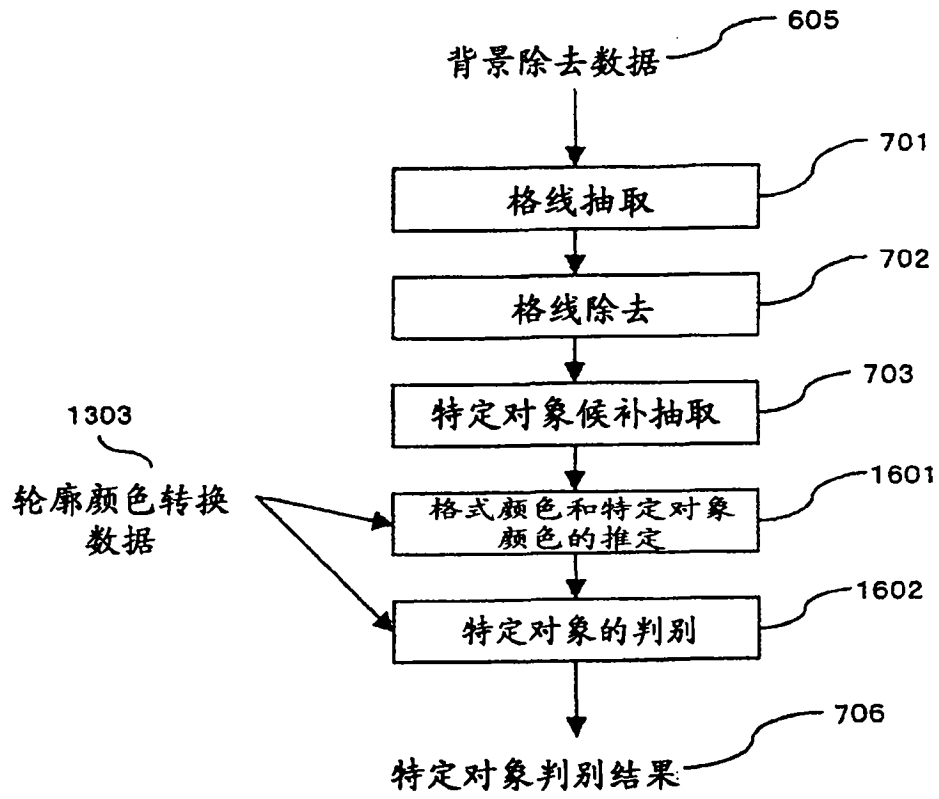 605
背景除去数据
701
格线抽取
702
格线除去
703
特定对象候补抽取
1303
轮廓颜色转换
数据
1601
格式颜色和特定对象
颜色的推定
1602
特定对象的判别
706
特定对象判别结果